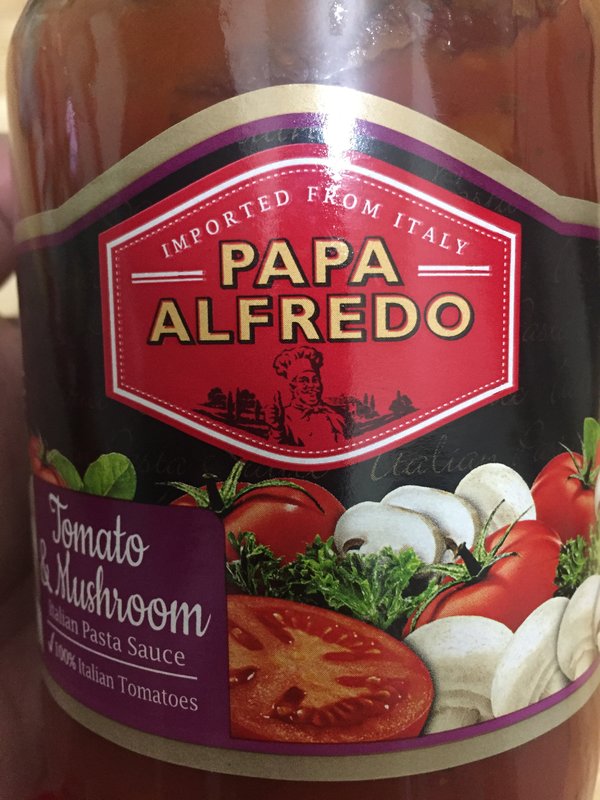 IMPORTED FROM ITALY
PAPA
ALFREDO
Tomato
& Mushroom
Italian Pasta Sauce
✓100% Italian Tomatoes